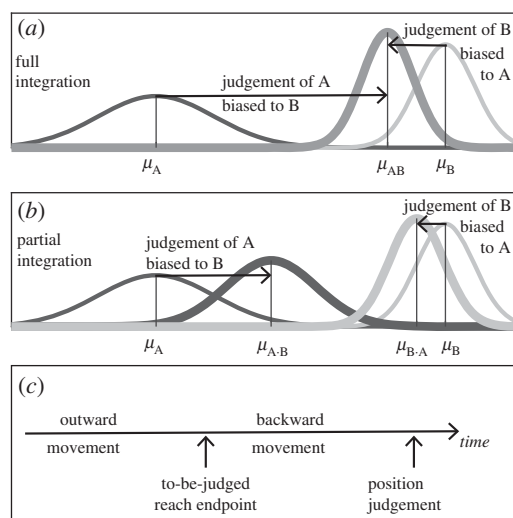 (a)
full
integration
judgement of A
biased to B
judgement of B
biased
to A
μA
μAB
μB
(b)
partial
integration
judgement of A
biased to B
judgement of B
biased
to A
μA
μA·B
μB·A
μB
(c)
outward
movement
backward
movement
time
to-be-judged
reach endpoint
position
judgement